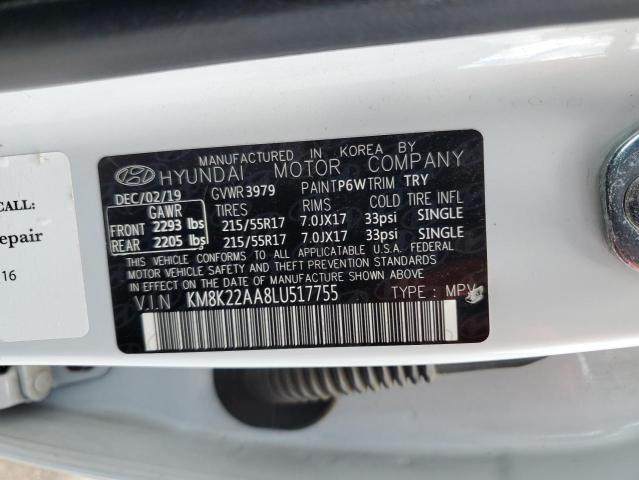 MANUFACTURED IN KOREA BY
HYUNDAI MOTOR COMPANY
DEC/02/19 GVWR 3979 PAINT P6W TRIM TRY
GAWR TIRES RIMS COLD TIRE INFL
FRONT 2293 lbs 215/55R17 7.0JX17 33psi SINGLE
REAR 2205 lbs 215/55R17 7.0JX17 33psi SINGLE
THIS VEHICLE CONFORMS TO ALL APPLICABLE U.S.A. FEDERAL
MOTOR VEHICLE SAFETY, BUMPER, AND THEFT PREVENTION STANDARDS
IN EFFECT ON THE DATE OF MANUFACTURE SHOWN ABOVE.
V.I.N KM8K22AA8LU517755 TYPE : MPV
CALL:
epair
16